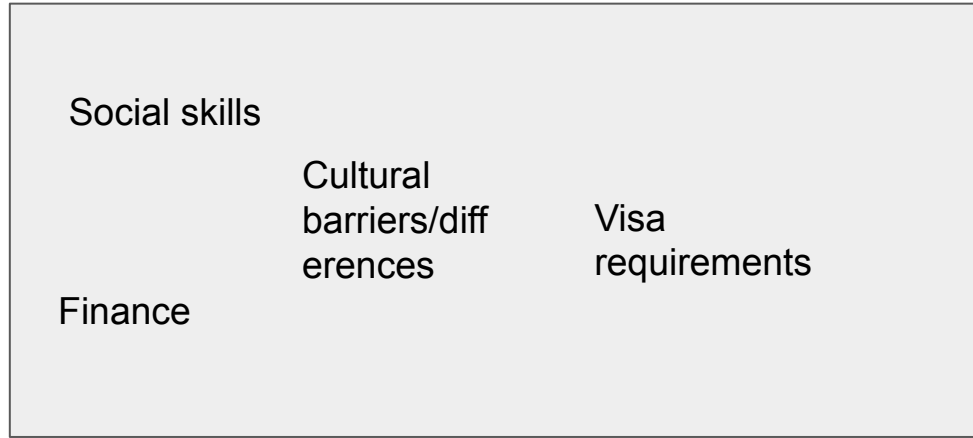 Social skills
Cultural
barriers/diff
erences
Visa
requirements
Finance